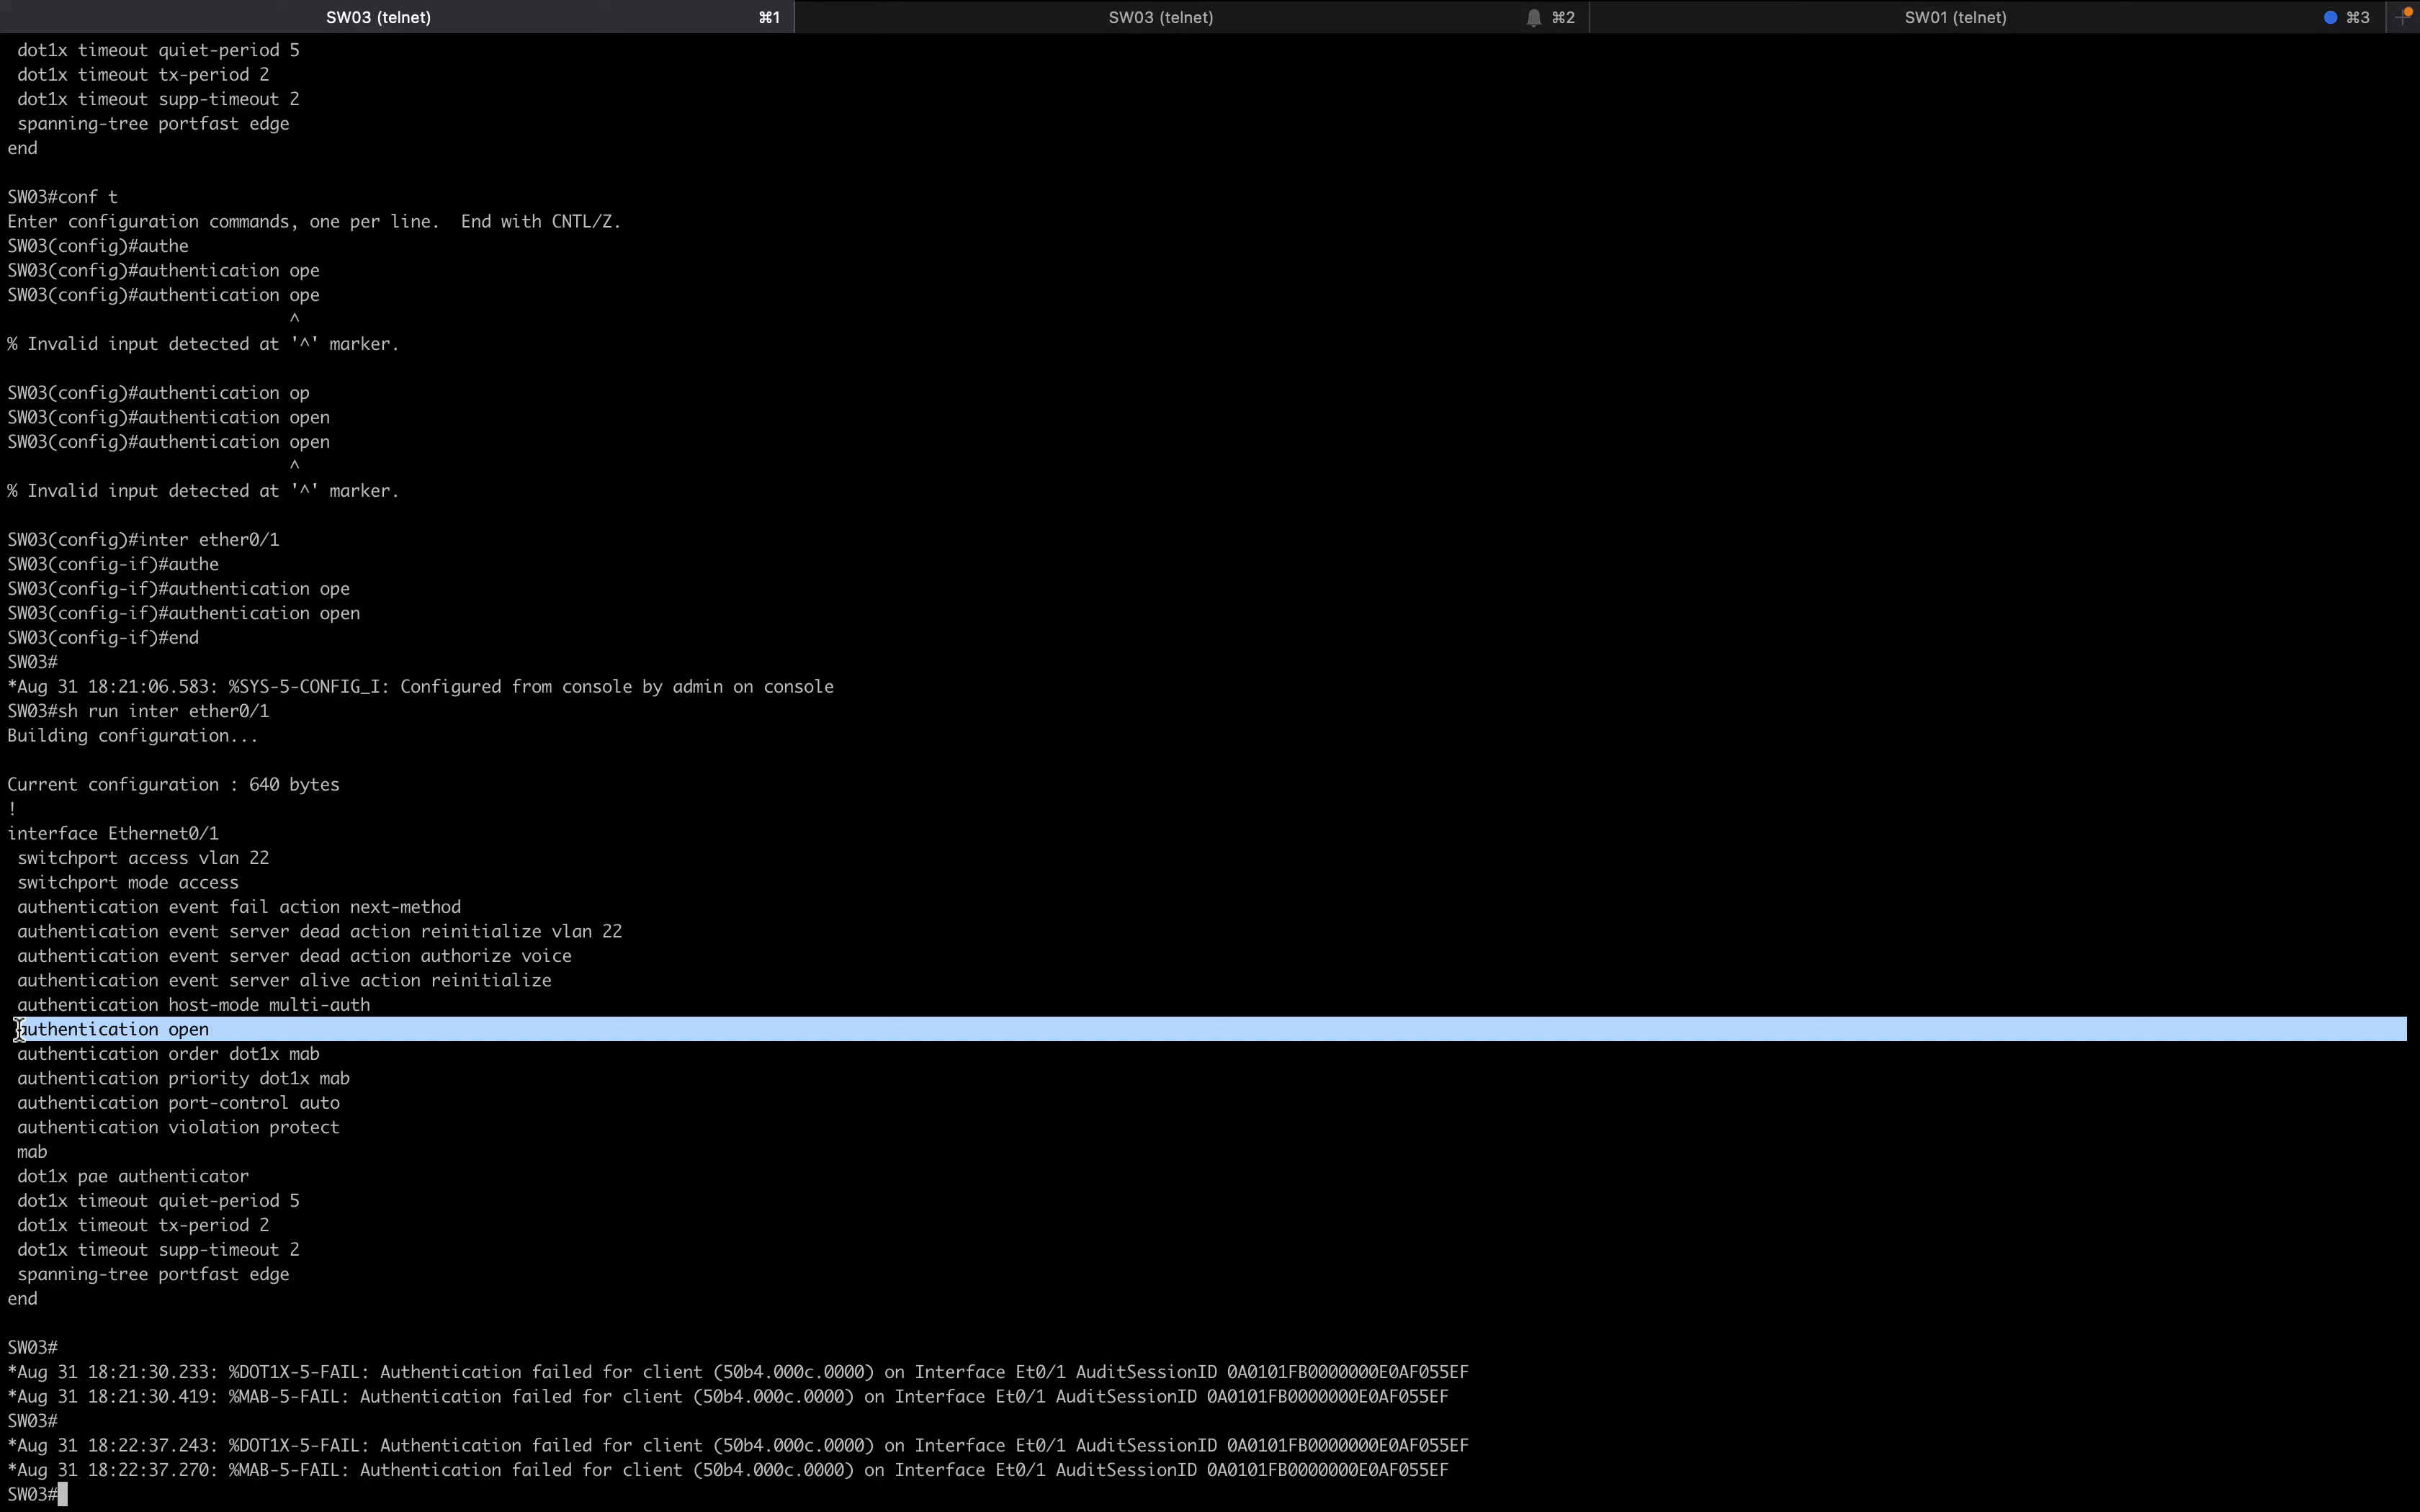 SW03 (telnet) ⌘1 SW03 (telnet) ⌘2 SW01 (telnet) ⌘3
dot1x timeout quiet-period 5
dot1x timeout tx-period 2
dot1x timeout supp-timeout 2
spanning-tree portfast edge
end
SW03#conf t
Enter configuration commands, one per line.  End with CNTL/Z.
SW03(config)#authe
SW03(config)#authentication ope
SW03(config)#authentication ope
^
% Invalid input detected at '^' marker.
SW03(config)#authentication op
SW03(config)#authentication open
SW03(config)#authentication open
^
% Invalid input detected at '^' marker.
SW03(config)#inter ether0/1
SW03(config-if)#authe
SW03(config-if)#authentication ope
SW03(config-if)#authentication open
SW03(config-if)#end
SW03#
*Aug 31 18:21:06.583: %SYS-5-CONFIG_I: Configured from console by admin on console
SW03#sh run inter ether0/1
Building configuration...
Current configuration : 640 bytes
!
interface Ethernet0/1
switchport access vlan 22
switchport mode access
authentication event fail action next-method
authentication event server dead action reinitialize vlan 22
authentication event server dead action authorize voice
authentication event server alive action reinitialize
authentication host-mode multi-auth
authentication open
authentication order dot1x mab
authentication priority dot1x mab
authentication port-control auto
authentication violation protect
mab
dot1x pae authenticator
dot1x timeout quiet-period 5
dot1x timeout tx-period 2
dot1x timeout supp-timeout 2
spanning-tree portfast edge
end
SW03#
*Aug 31 18:21:30.233: %DOT1X-5-FAIL: Authentication failed for client (50b4.000c.0000) on Interface Et0/1 AuditSessionID 0A0101FB0000000E0AF055EF
*Aug 31 18:21:30.419: %MAB-5-FAIL: Authentication failed for client (50b4.000c.0000) on Interface Et0/1 AuditSessionID 0A0101FB0000000E0AF055EF
SW03#
*Aug 31 18:22:37.243: %DOT1X-5-FAIL: Authentication failed for client (50b4.000c.0000) on Interface Et0/1 AuditSessionID 0A0101FB0000000E0AF055EF
*Aug 31 18:22:37.270: %MAB-5-FAIL: Authentication failed for client (50b4.000c.0000) on Interface Et0/1 AuditSessionID 0A0101FB0000000E0AF055EF
SW03#